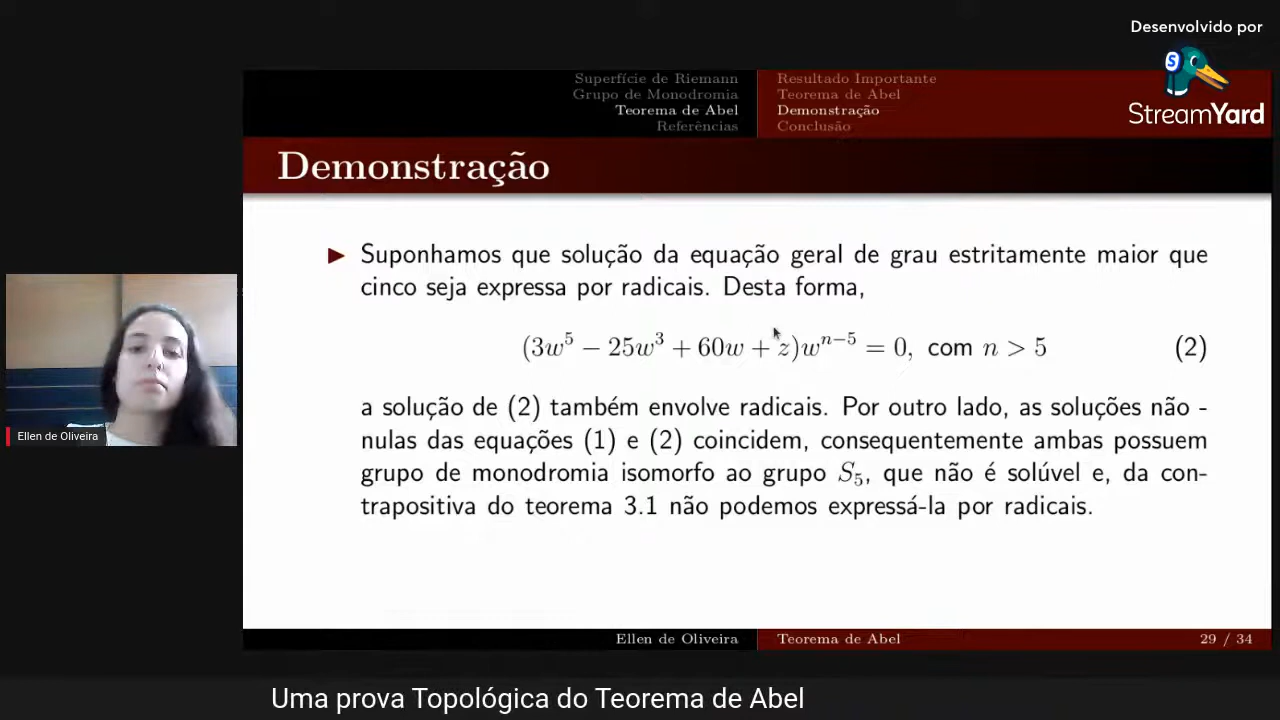 Desenvolvido por
StreamYard
Superfície de Riemann
Grupo de Monodromia
Teorema de Abel
Referências
Resultado Importante
Teorema de Abel
Demonstração
Conclusão
Demonstração
▶ Suponhamos que solução da equação geral de grau estritamente maior que
cinco seja expressa por radicais. Desta forma,
(3w⁵ − 25w³ + 60w + z)wⁿ⁻⁵ = 0, com n > 5 (2)
a solução de (2) também envolve radicais. Por outro lado, as soluções não -
nulas das equações (1) e (2) coincidem, consequentemente ambas possuem
grupo de monodromia isomorfo ao grupo S₅, que não é solúvel e, da con-
trapositiva do teorema 3.1 não podemos expressá-la por radicais.
Ellen de Oliveira
Ellen de Oliveira
Teorema de Abel
29 / 34
Uma prova Topológica do Teorema de Abel